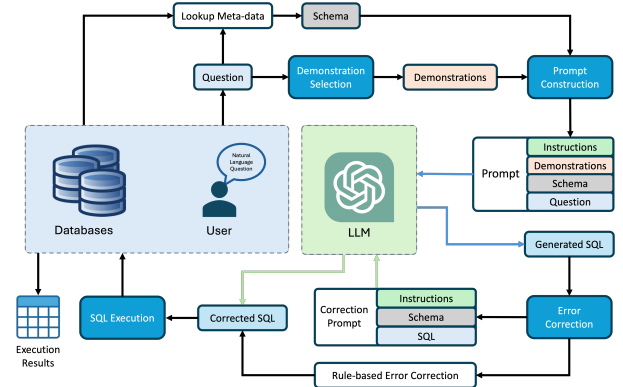 Lookup Meta-data
Schema
Question
Demonstration
Selection
Demonstrations
Prompt
Construction
Natural
Language
Question
Databases
User
LLM
Prompt
Instructions
Demonstrations
Schema
Question
Generated SQL
Execution
Results
SQL Execution
Corrected SQL
Correction
Prompt
Instructions
Schema
SQL
Error
Correction
Rule-based Error Correction